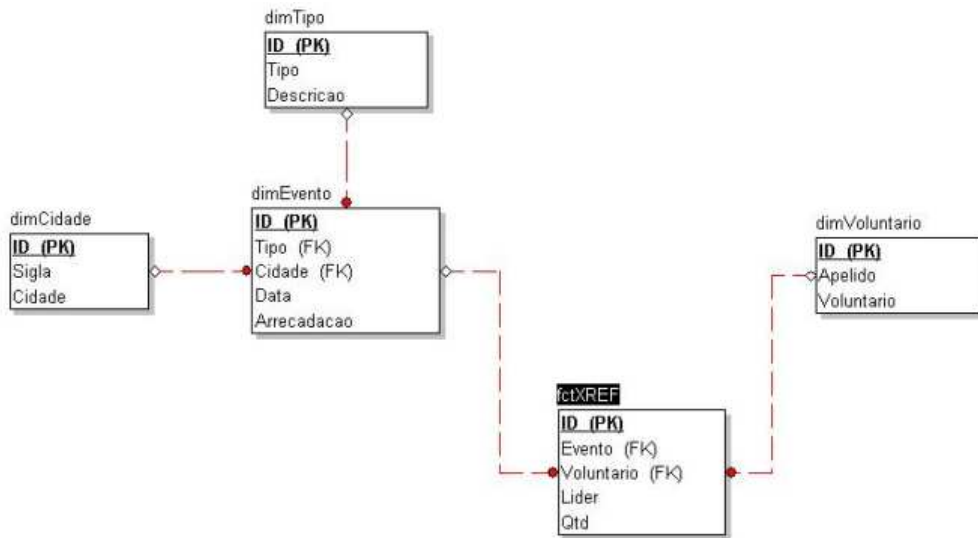 dimTipo
ID (PK)
Tipo
Descricao
dimEvento
ID (PK)
Tipo (FK)
Cidade (FK)
Data
Arrecadacao
dimCidade
ID (PK)
Sigla
Cidade
dimVoluntario
ID (PK)
Apelido
Voluntario
fctXREF
ID (PK)
Evento (FK)
Voluntario (FK)
Lider
Qtd